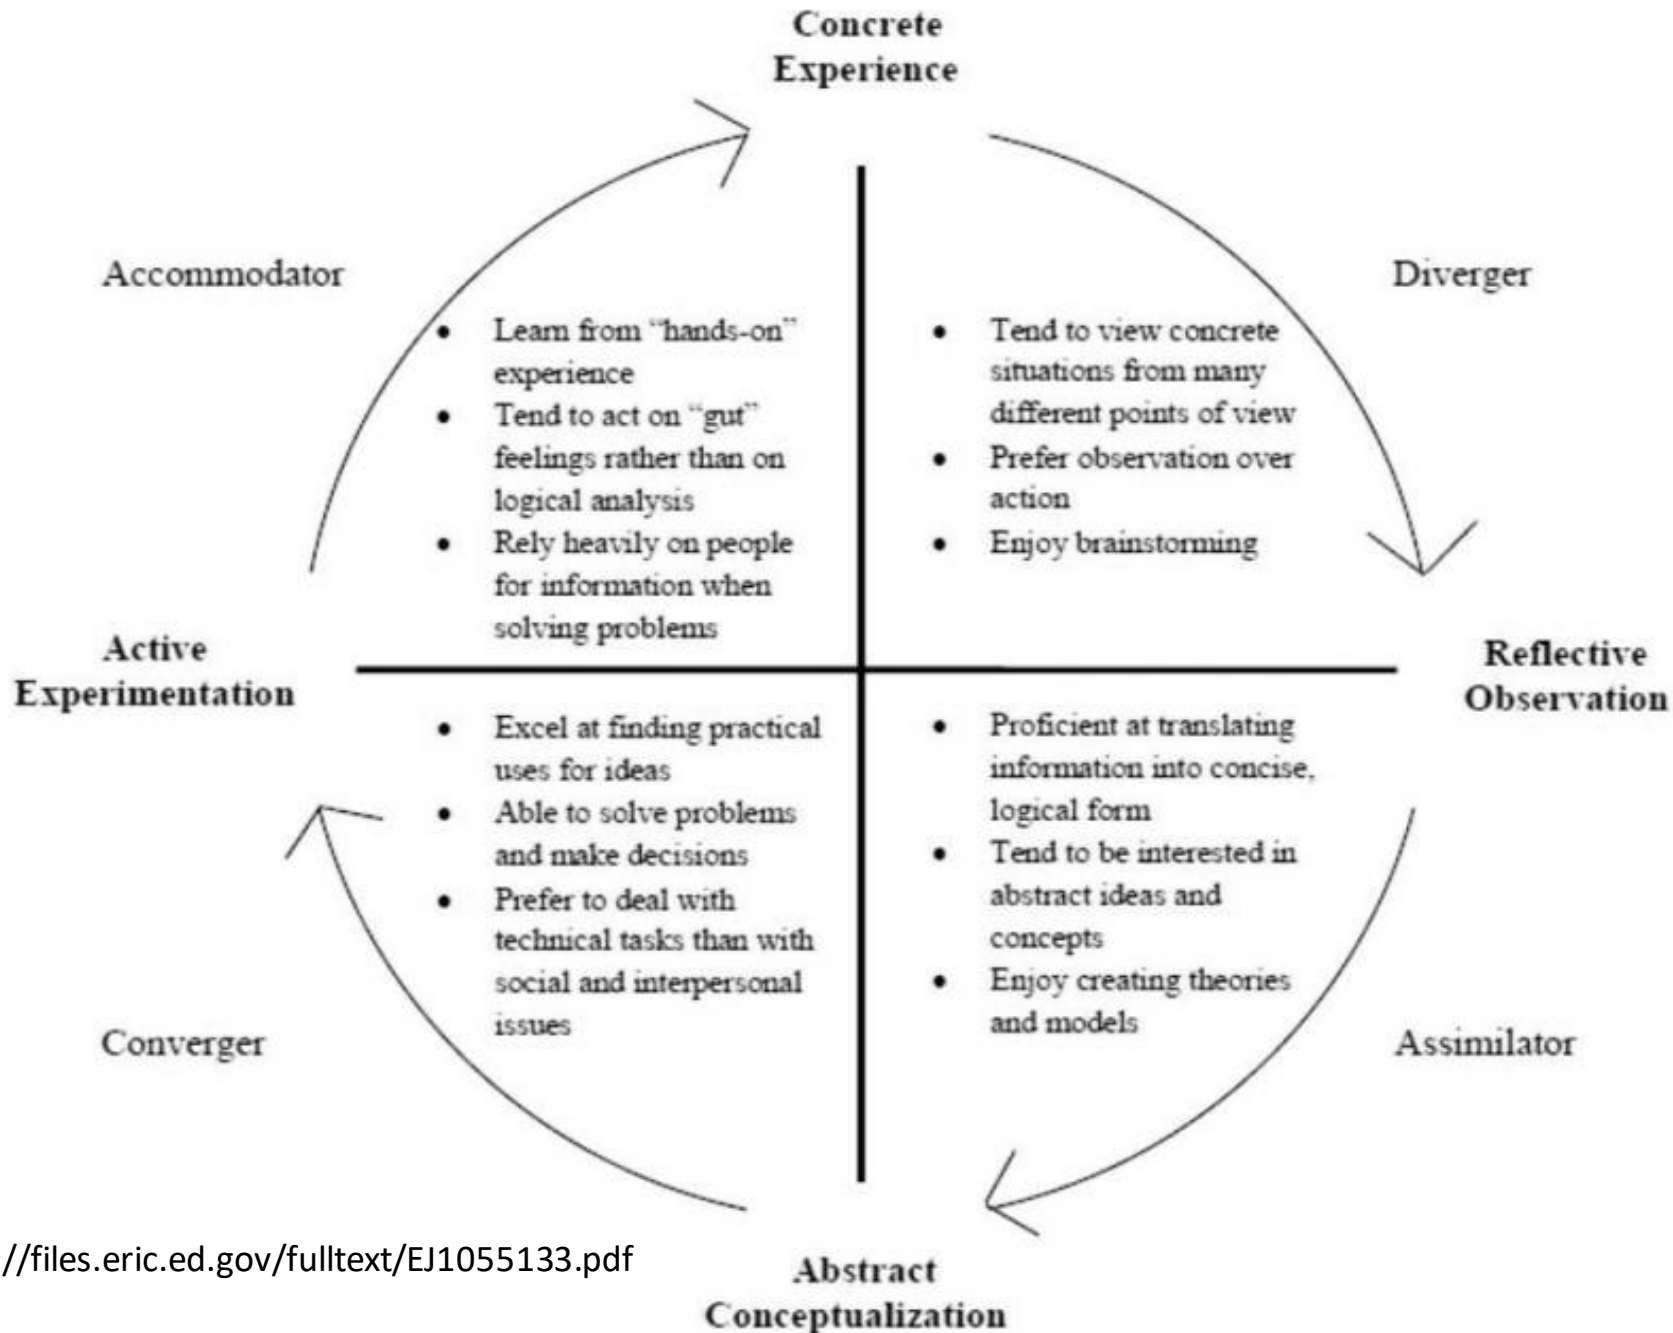 Concrete
Experience
Accommodator
Diverger
• Learn from “hands-on”
experience
• Tend to act on “gut”
feelings rather than on
logical analysis
• Rely heavily on people
for information when
solving problems
• Tend to view concrete
situations from many
different points of view
• Prefer observation over
action
• Enjoy brainstorming
Active
Experimentation
Reflective
Observation
• Excel at finding practical
uses for ideas
• Able to solve problems
and make decisions
• Prefer to deal with
technical tasks than with
social and interpersonal
issues
• Proficient at translating
information into concise,
logical form
• Tend to be interested in
abstract ideas and
concepts
• Enjoy creating theories
and models
Converger
Assimilator
//files.eric.ed.gov/fulltext/EJ1055133.pdf
Abstract
Conceptualization